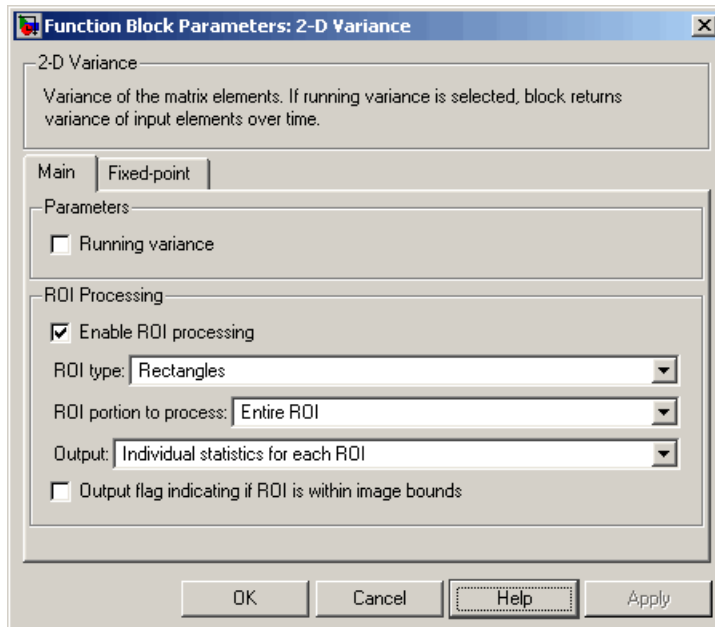 Function Block Parameters: 2-D Variance
2-D Variance
Variance of the matrix elements. If running variance is selected, block returns
variance of input elements over time.
Main Fixed-point
Parameters
Running variance
ROI Processing
Enable ROI processing
ROI type: Rectangles
ROI portion to process: Entire ROI
Output: Individual statistics for each ROI
Output flag indicating if ROI is within image bounds
OK Cancel Help Apply